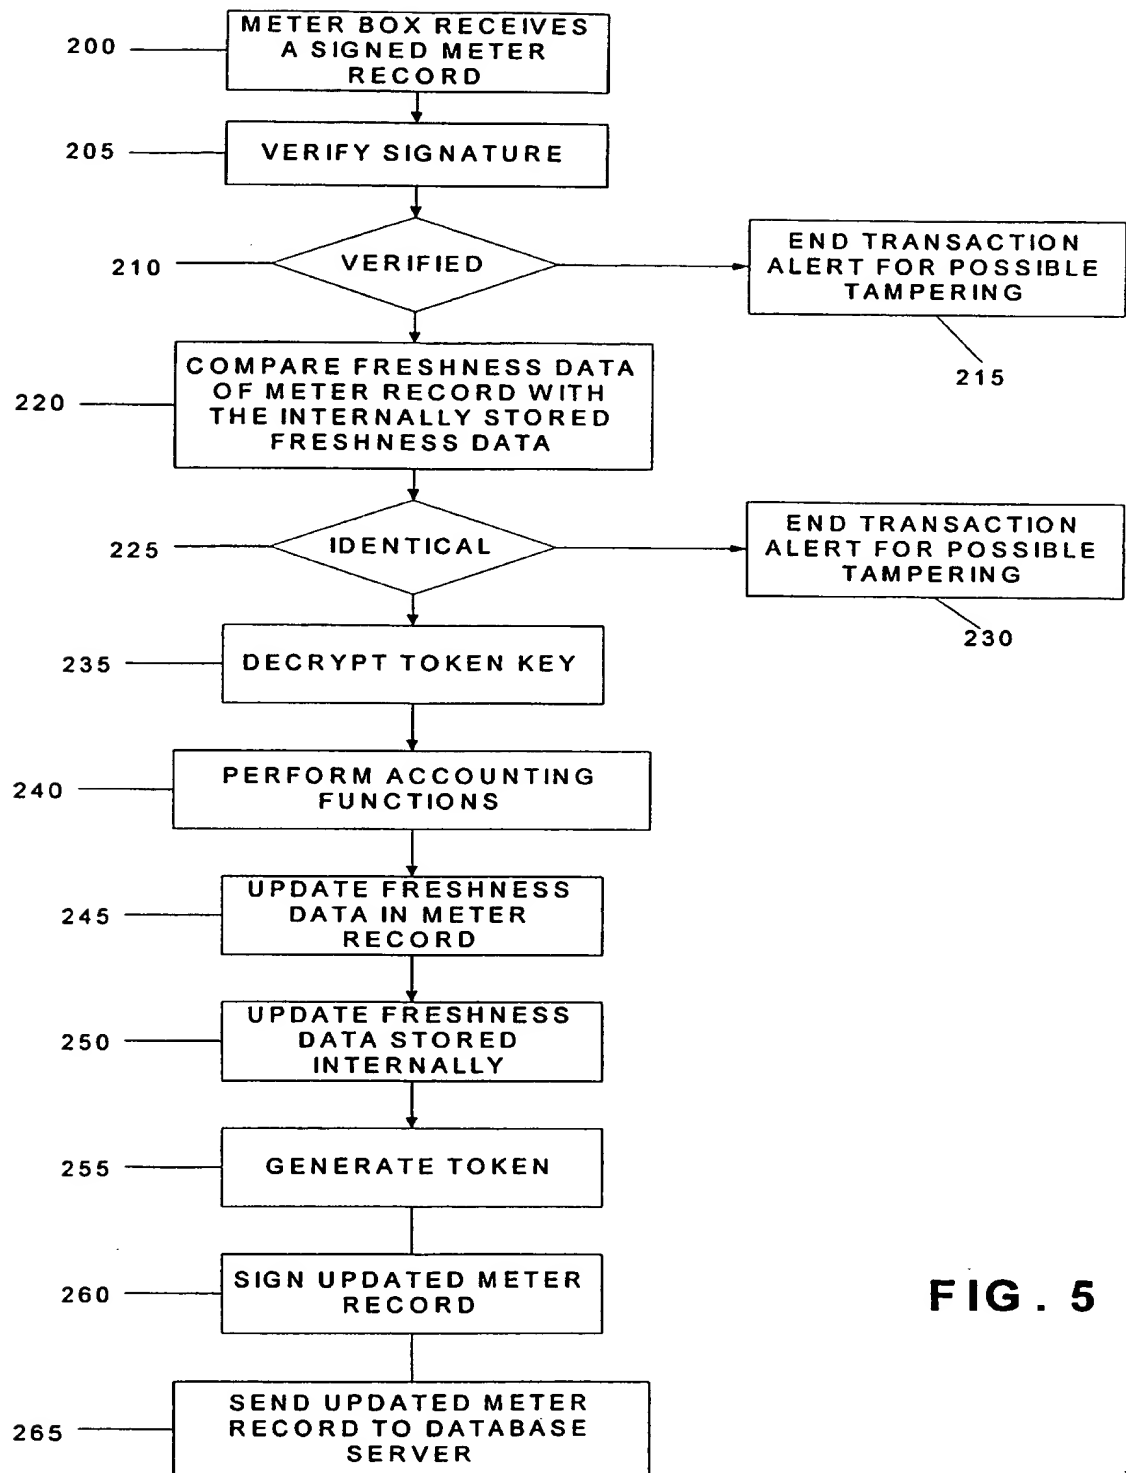 METER BOX RECEIVES
A SIGNED METER
RECORD
200
205
VERIFY SIGNATURE
210
VERIFIED
END TRANSACTION
ALERT FOR POSSIBLE
TAMPERING
215
220
COMPARE FRESHNESS DATA
OF METER RECORD WITH
THE INTERNALLY STORED
FRESHNESS DATA
225
IDENTICAL
END TRANSACTION
ALERT FOR POSSIBLE
TAMPERING
230
235
DECRYPT TOKEN KEY
240
PERFORM ACCOUNTING
FUNCTIONS
245
UPDATE FRESHNESS
DATA IN METER
RECORD
250
UPDATE FRESHNESS
DATA STORED
INTERNALLY
255
GENERATE TOKEN
260
SIGN UPDATED METER
RECORD
FIG. 5
265
SEND UPDATED METER
RECORD TO DATABASE
SERVER